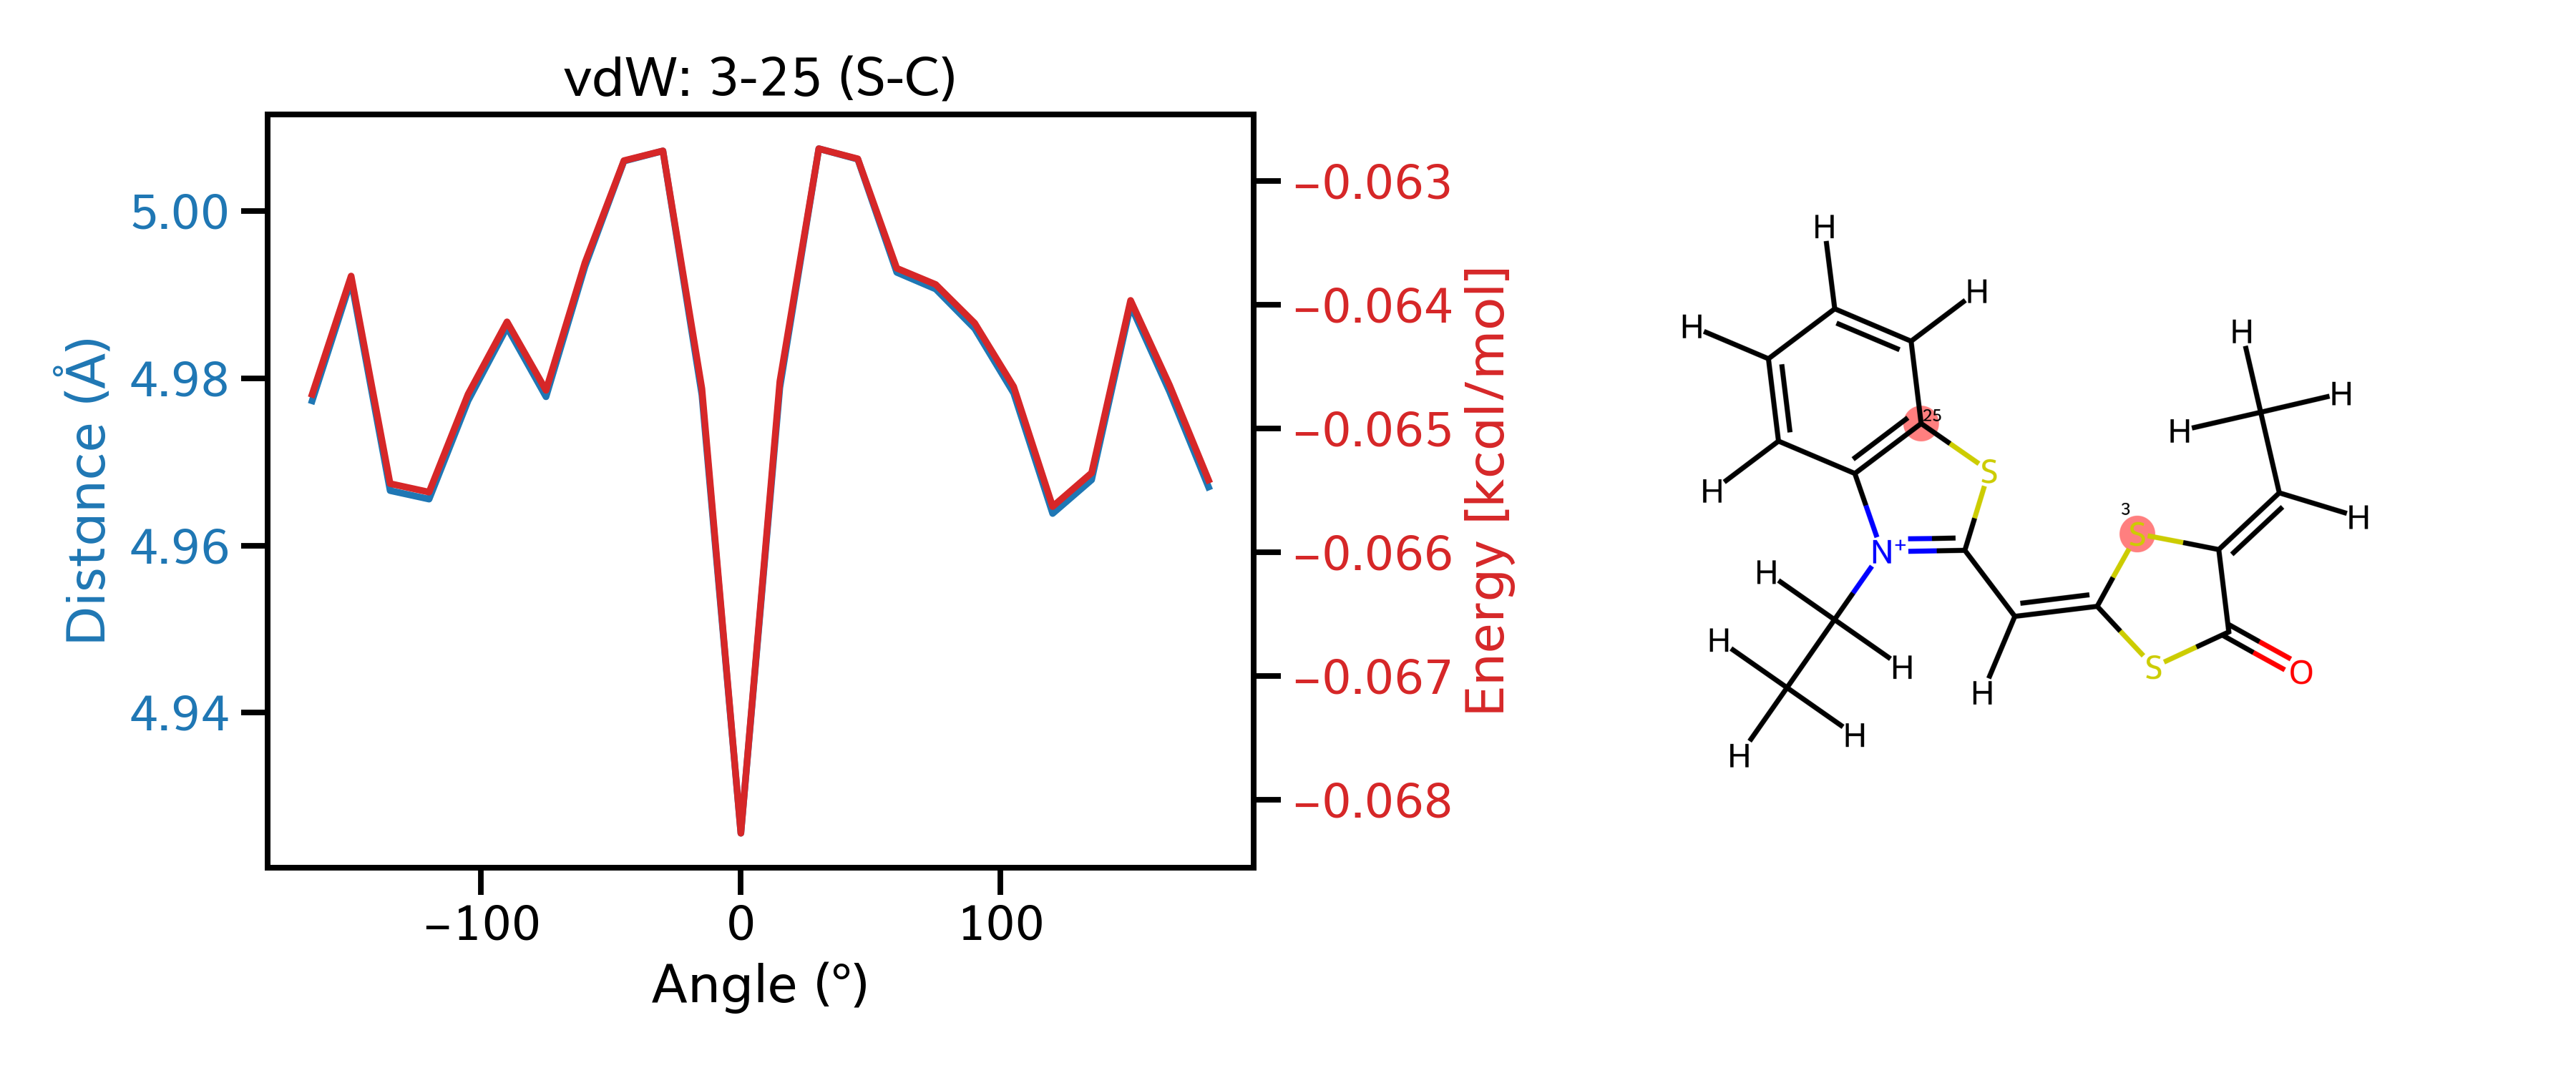 vdW: 3-25 (S-C)
Distance (Å)
5.00
4.98
4.96
4.94
−0.063
−0.064
−0.065
−0.066
−0.067
−0.068
Energy [kcal/mol]
−100
0
100
Angle (°)
H
H
H
H
H
H
25
S
3
S
H
N⁺
H
H
H
H
S
O
H
H
H